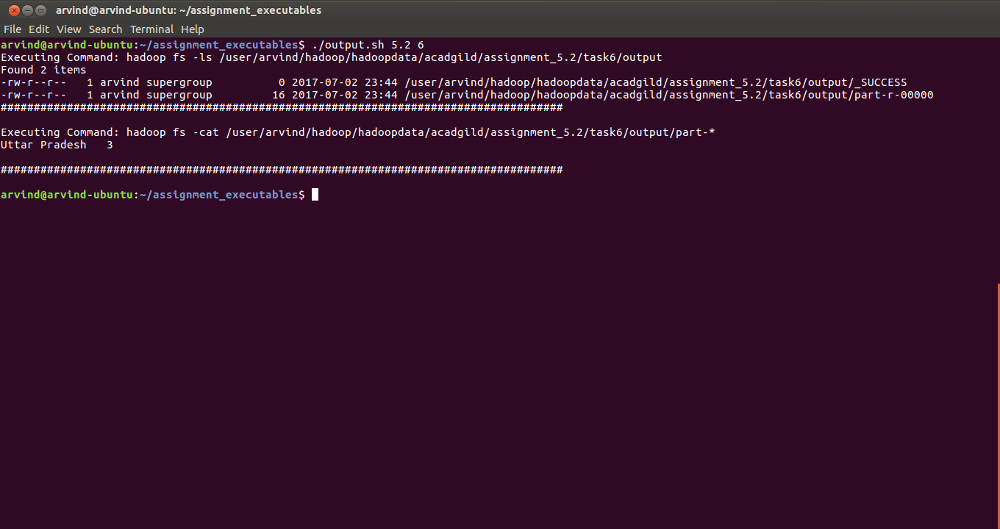 arvind@arvind-ubuntu: ~/assignment_executables
File Edit View Search Terminal Help
arvind@arvind-ubuntu:~/assignment_executables$ ./output.sh 5.2 6
Executing Command: hadoop fs -ls /user/arvind/hadoop/hadoopdata/acadgild/assignment_5.2/task6/output
Found 2 items
-rw-r--r--   1 arvind supergroup          0 2017-07-02 23:44 /user/arvind/hadoop/hadoopdata/acadgild/assignment_5.2/task6/output/_SUCCESS
-rw-r--r--   1 arvind supergroup         16 2017-07-02 23:44 /user/arvind/hadoop/hadoopdata/acadgild/assignment_5.2/task6/output/part-r-00000
#####################################################################################
Executing Command: hadoop fs -cat /user/arvind/hadoop/hadoopdata/acadgild/assignment_5.2/task6/output/part-*
Uttar Pradesh   3
#####################################################################################
arvind@arvind-ubuntu:~/assignment_executables$